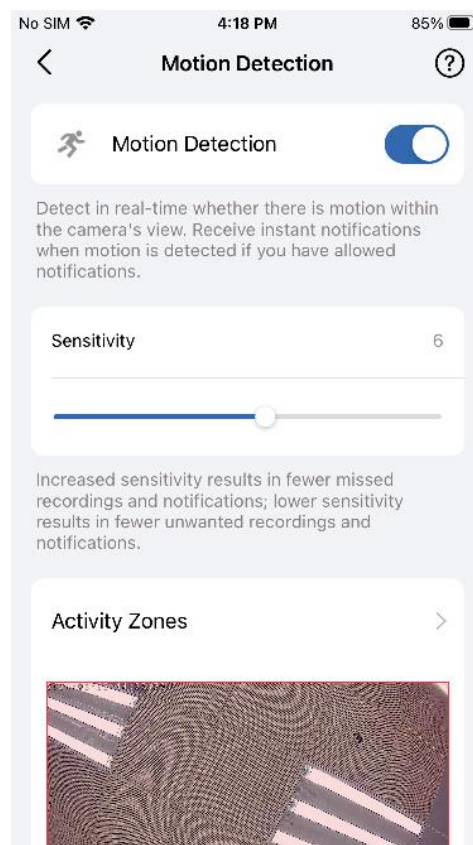 No SIM 4:18 PM 85%
Motion Detection ?
Motion Detection
Detect in real-time whether there is motion within
the camera's view. Receive instant notifications
when motion is detected if you have allowed
notifications.
Sensitivity 6
Increased sensitivity results in fewer missed
recordings and notifications; lower sensitivity
results in fewer unwanted recordings and
notifications.
Activity Zones